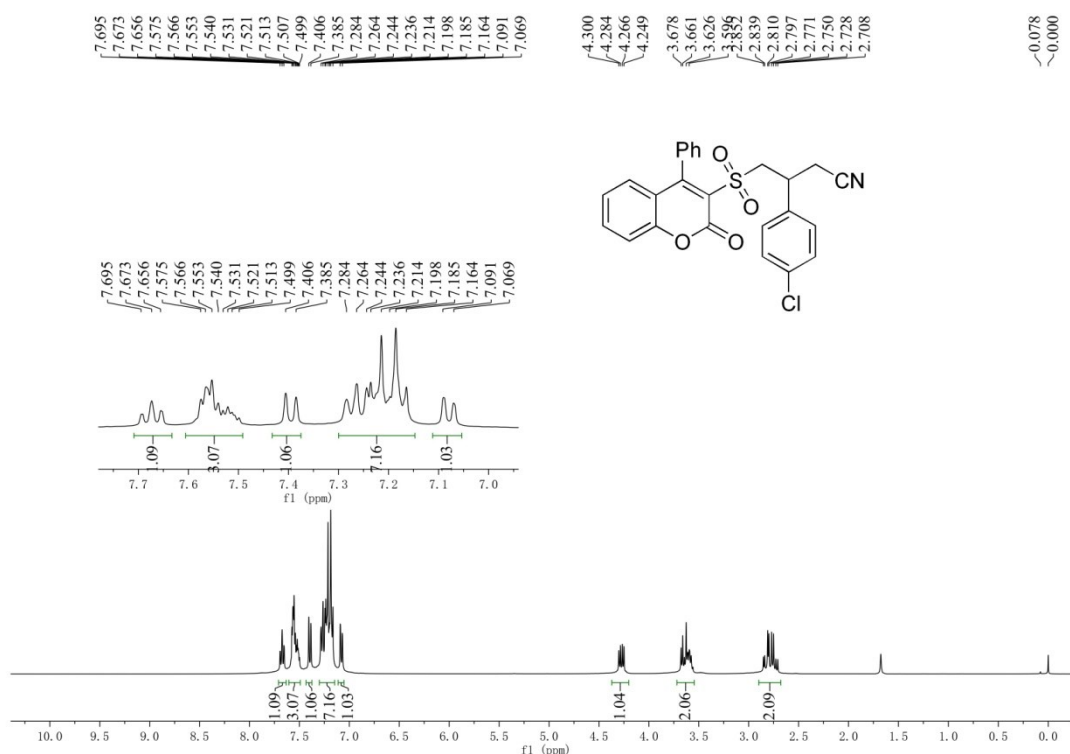 7.695 7.673 7.656 7.575 7.566 7.553 7.540 7.531 7.521 7.513 7.507 7.499 7.406 7.385 7.264 7.244 7.236 7.214 7.198 7.185 7.164 7.091 7.069 4.300 4.284 4.266 4.249 3.678 3.661 3.626 2.839 2.810 2.797 2.771 2.750 2.728 2.708 -0.078 0.000
Ph
O
S
O
CN
O
O
Cl
7.695 7.673 7.656 7.575 7.566 7.553 7.540 7.531 7.521 7.513 7.499 7.406 7.385 7.284 7.264 7.244 7.236 7.214 7.198 7.185 7.164 7.091 7.069
1.09 3.07 1.06 7.16 1.03
7.7 7.6 7.5 7.4 7.3 7.2 7.1 7.0
f1 (ppm)
1.09 3.07 1.06 7.16 1.03 1.04 2.06 2.09
10.0 9.5 9.0 8.5 8.0 7.5 7.0 6.5 6.0 5.5 5.0 4.5 4.0 3.5 3.0 2.5 2.0 1.5 1.0 0.5 0.0
f1 (ppm)